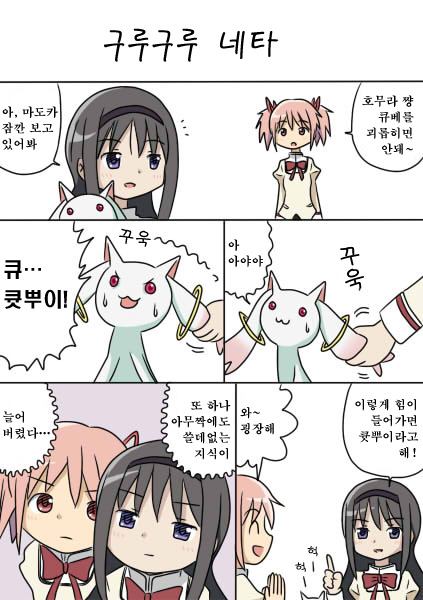 구루구루 네타
호무라 쨩
큐베를
괴롭히면
안돼~
아, 마도카
잠깐 보고
있어봐
꾸욱
아
아야야
꾸욱
큐…
큣뿌이!
이렇게 힘이
들어가면
큣뿌이라고
해!
와~
굉장해
헉─
헉─
또 하나
아무짝에도
쓸데없는
지식이
늘어
버렸다…